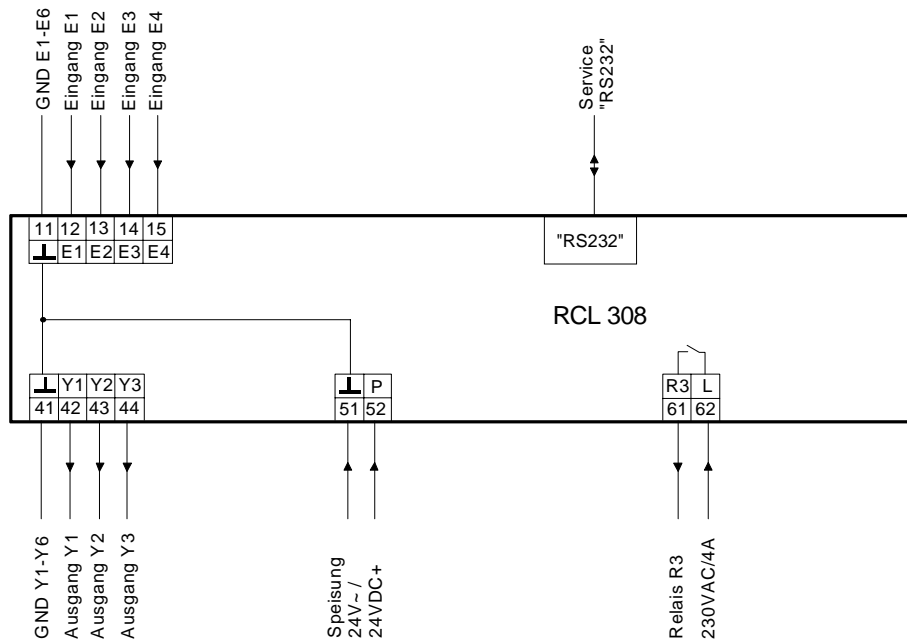 GND E1-E6
Eingang E1
Eingang E2
Eingang E3
Eingang E4
Service
"RS232"
11 12 13 14 15
E1 E2 E3 E4
"RS232"
RCL 308
Y1 Y2 Y3
41 42 43 44
P
51 52
R3 L
61 62
GND Y1-Y6
Ausgang Y1
Ausgang Y2
Ausgang Y3
Speisung
24V~ /
24VDC+
Relais R3
230VAC/4A